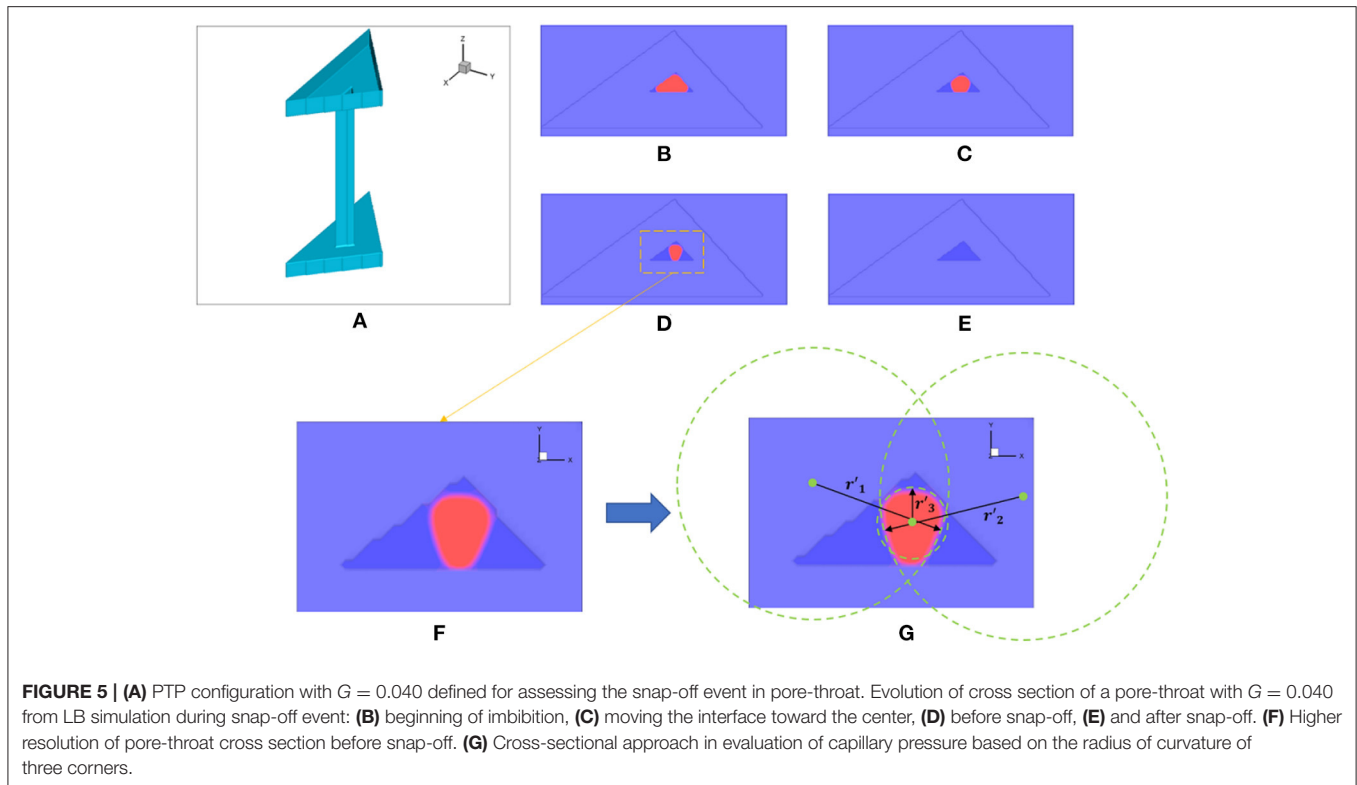 Z
X
Y
A
B
C
D
E
Y
X
F
Y
X
r'₁
r'₃
r'₂
G
FIGURE 5 | (A) PTP configuration with G = 0.040 defined for assessing the snap-off event in pore-throat. Evolution of cross section of a pore-throat with G = 0.040
from LB simulation during snap-off event: (B) beginning of imbibition, (C) moving the interface toward the center, (D) before snap-off, (E) and after snap-off. (F) Higher
resolution of pore-throat cross section before snap-off. (G) Cross-sectional approach in evaluation of capillary pressure based on the radius of curvature of
three corners.